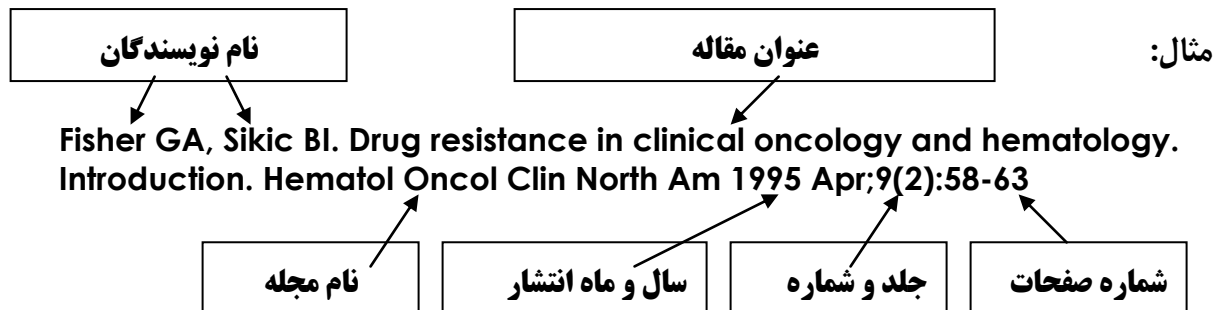 مثال:
عنوان مقاله
نام نویسندگان
Fisher GA, Sikic BI. Drug resistance in clinical oncology and hematology.
Introduction. Hematol Oncol Clin North Am 1995 Apr;9(2):58-63
شماره صفحات
جلد و شماره
سال و ماه انتشار
نام مجله